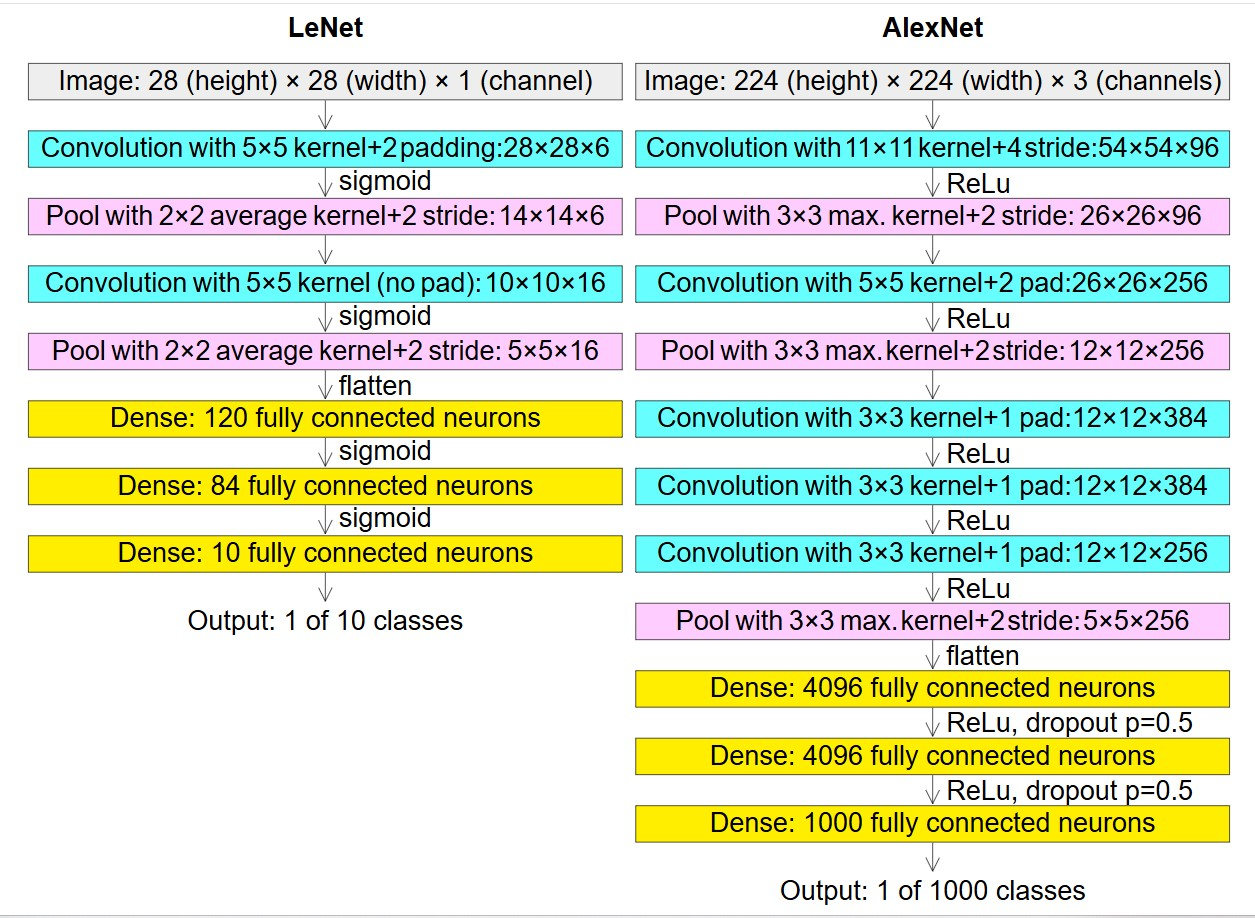 LeNet
Image: 28 (height) × 28 (width) × 1 (channel)
Convolution with 5×5 kernel+2 padding:28×28×6
sigmoid
Pool with 2×2 average kernel+2 stride:14×14×6
Convolution with 5×5 kernel (no pad):10×10×16
sigmoid
Pool with 2×2 average kernel+2 stride: 5×5×16
flatten
Dense: 120 fully connected neurons
sigmoid
Dense: 84 fully connected neurons
sigmoid
Dense: 10 fully connected neurons
Output: 1 of 10 classes
AlexNet
Image: 224 (height) × 224 (width) × 3 (channels)
Convolution with 11×11 kernel+4 stride:54×54×96
ReLu
Pool with 3×3 max. kernel+2 stride: 26×26×96
Convolution with 5×5 kernel+2 pad:26×26×256
ReLu
Pool with 3×3 max. kernel+2 stride: 12×12×256
Convolution with 3×3 kernel+1 pad:12×12×384
ReLu
Convolution with 3×3 kernel+1 pad:12×12×384
ReLu
Convolution with 3×3 kernel+1 pad:12×12×256
ReLu
Pool with 3×3 max. kernel+2 stride: 5×5×256
flatten
Dense: 4096 fully connected neurons
ReLu, dropout p=0.5
Dense: 4096 fully connected neurons
ReLu, dropout p=0.5
Dense: 1000 fully connected neurons
Output: 1 of 1000 classes